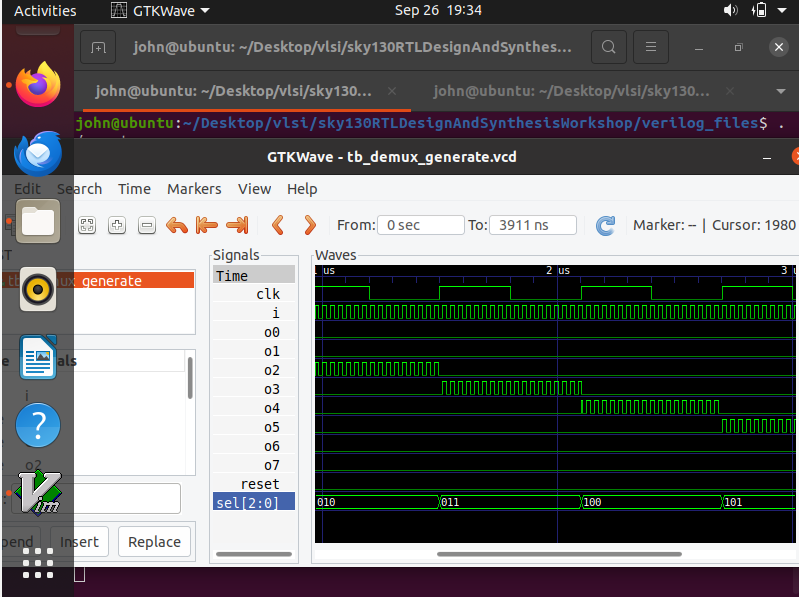 Activities GTKWave Sep 26 19:34
john@ubuntu: ~/Desktop/vlsi/sky130RTLDesignAndSynthes...
john@ubuntu: ~/Desktop/vlsi/sky130... john@ubuntu: ~/Desktop/vlsi/sky130...
john@ubuntu:~/Desktop/vlsi/sky130RTLDesignAndSynthesisWorkshop/verilog_files$ .
GTKWave - tb_demux_generate.vcd
Edit Search Time Markers View Help
From: 0 sec To: 3911 ns Marker: -- | Cursor: 1980
Signals Waves
Time 1 us 2 us 3 us
tb_demux_generate
clk
i
o0
o1
o2
o3
o4
o5
o6
o7
reset
sel[2:0] 010 011 100 101
als
i
o2
Vim
pend Insert Replace